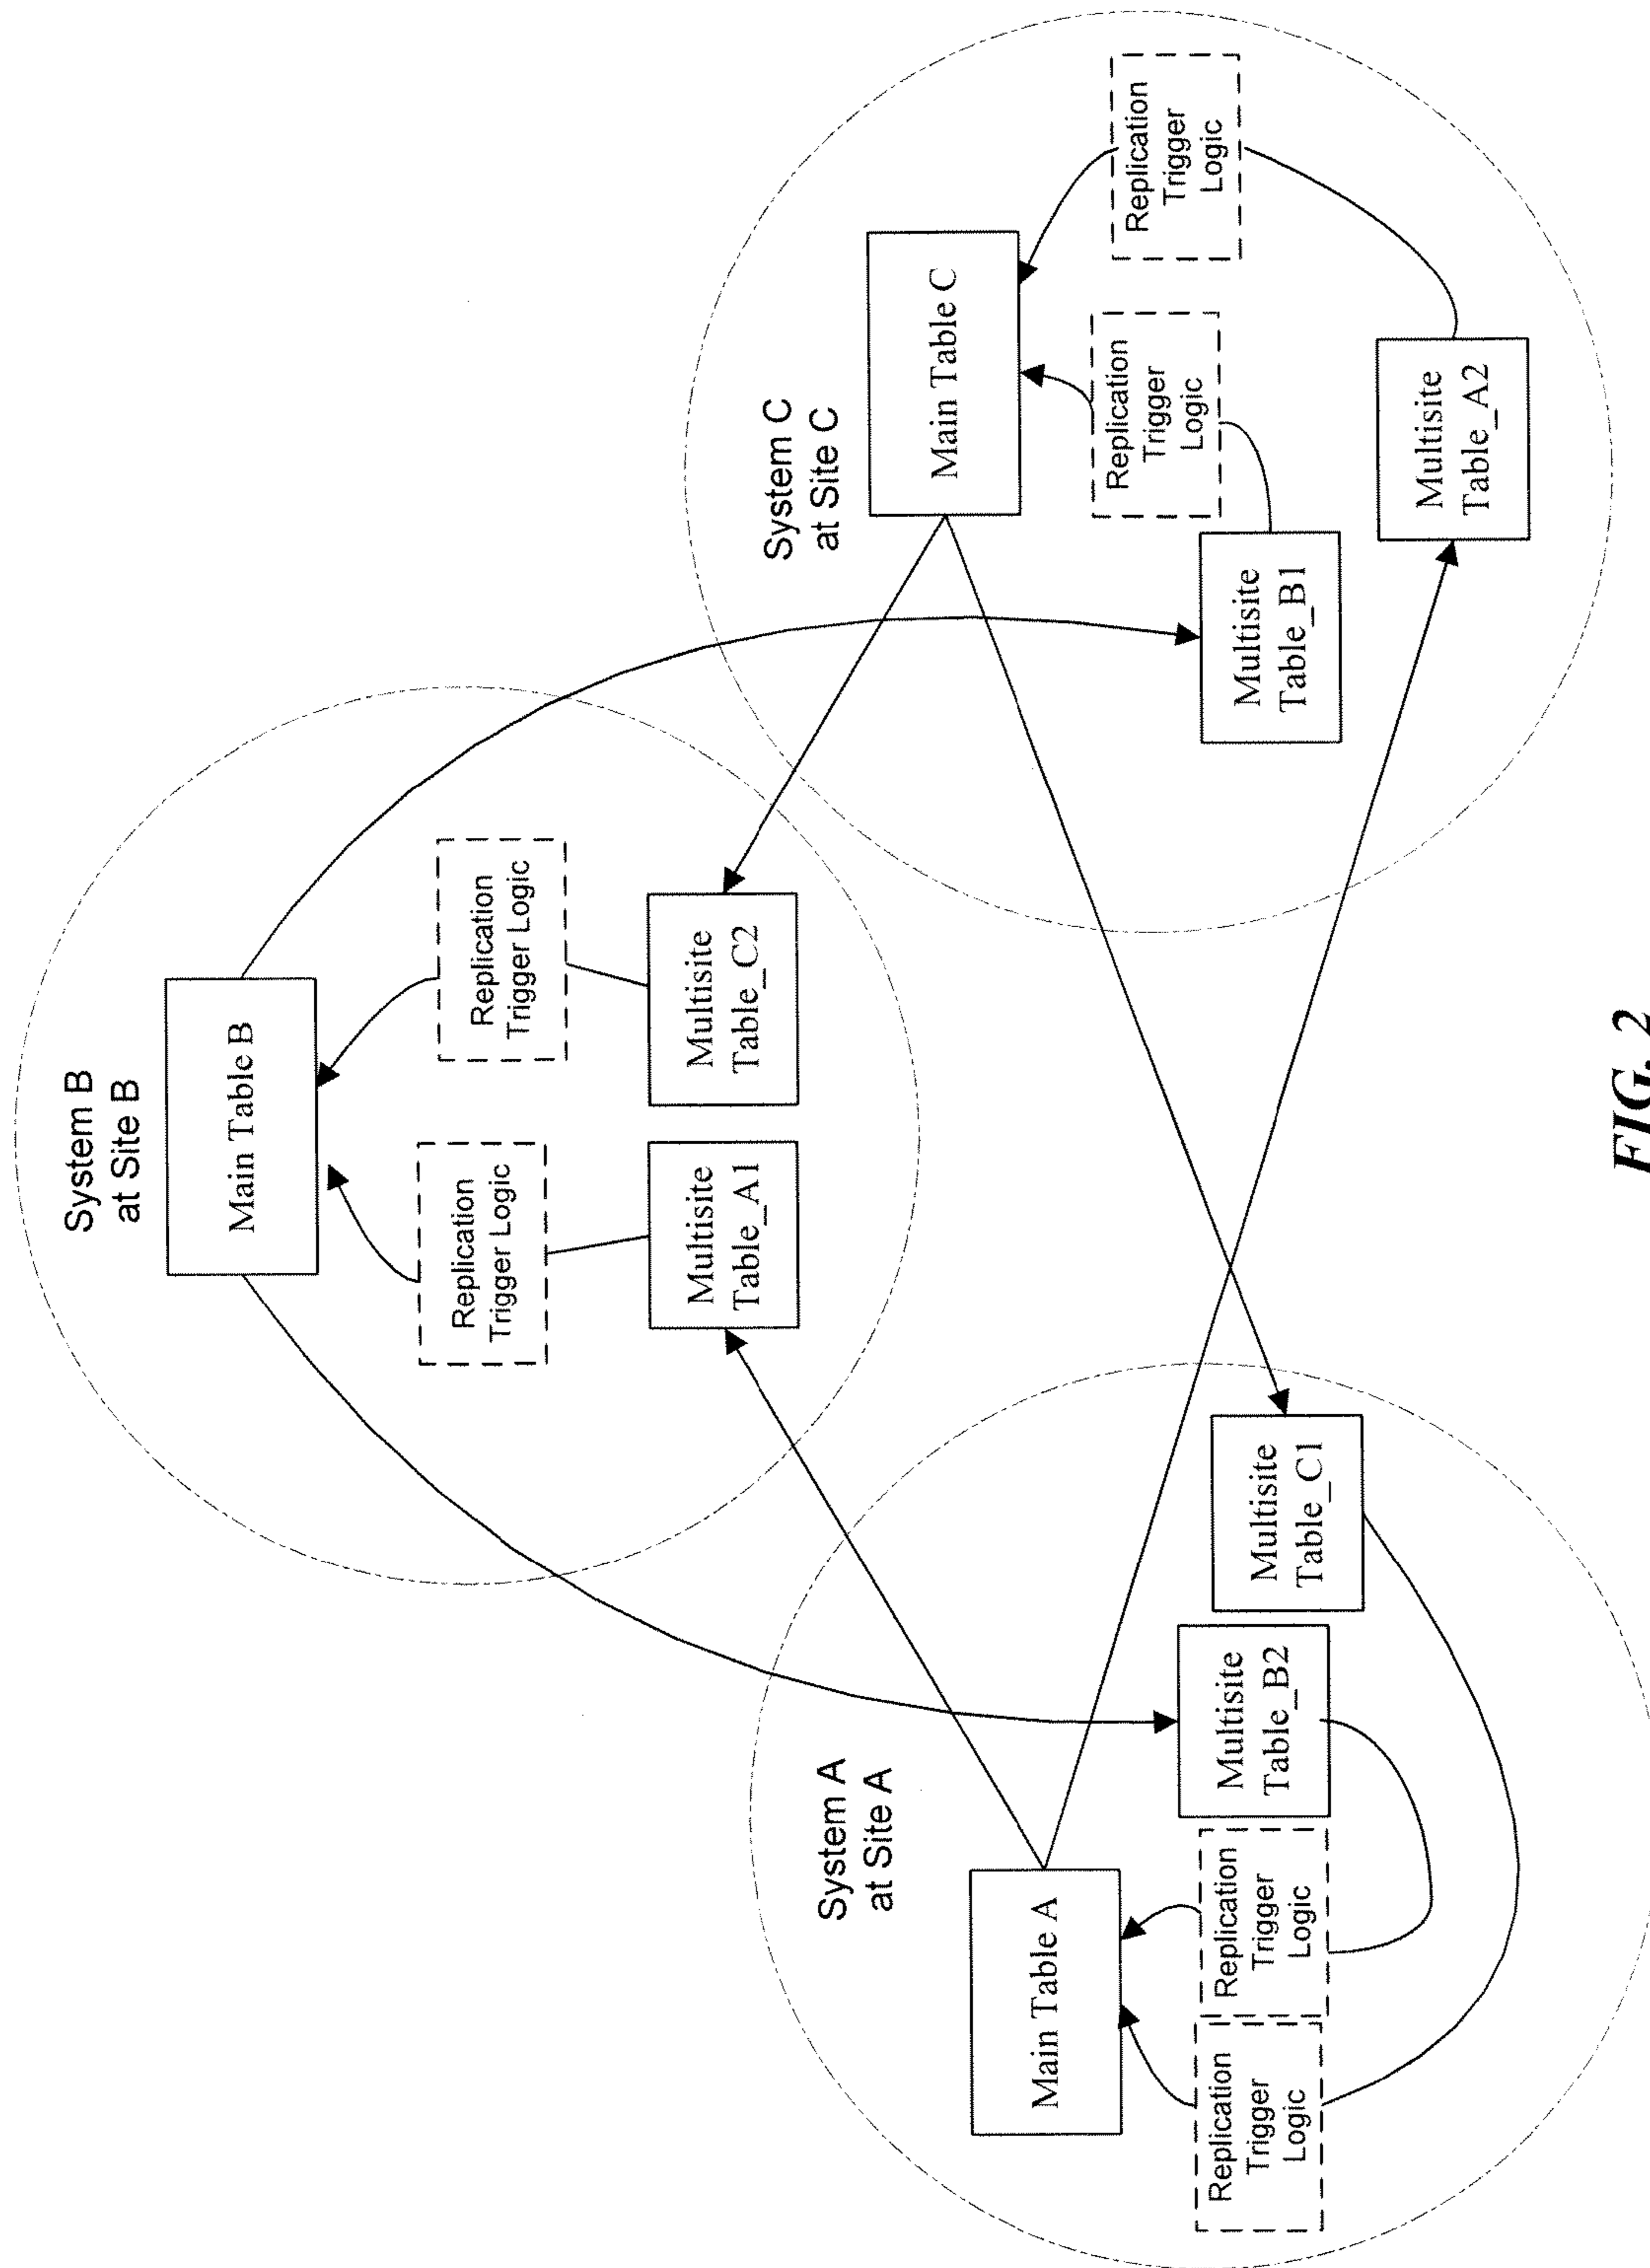 System B
at Site B
Main Table B
Replication
Trigger Logic
Replication
Trigger Logic
Multisite
Table_A1
Multisite
Table_C2
System A
at Site A
Main Table A
Replication
Trigger
Logic
Replication
Trigger
Logic
Multisite
Table_B2
Multisite
Table_C1
System C
at Site C
Main Table C
Replication
Trigger
Logic
Replication
Trigger
Logic
Multisite
Table_B1
Multisite
Table_A2
FIG. 2